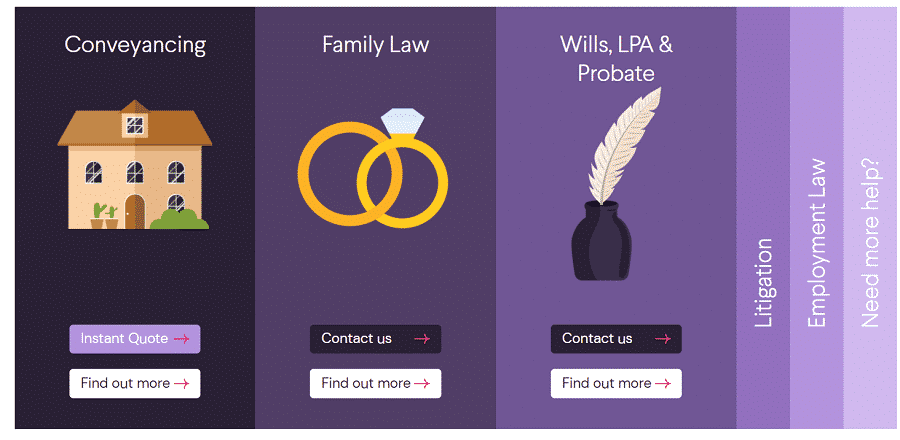 Conveyancing
Instant Quote
Find out more
Family Law
Contact us
Find out more
Wills, LPA &
Probate
Contact us
Find out more
Litigation
Employment Law
Need more help?